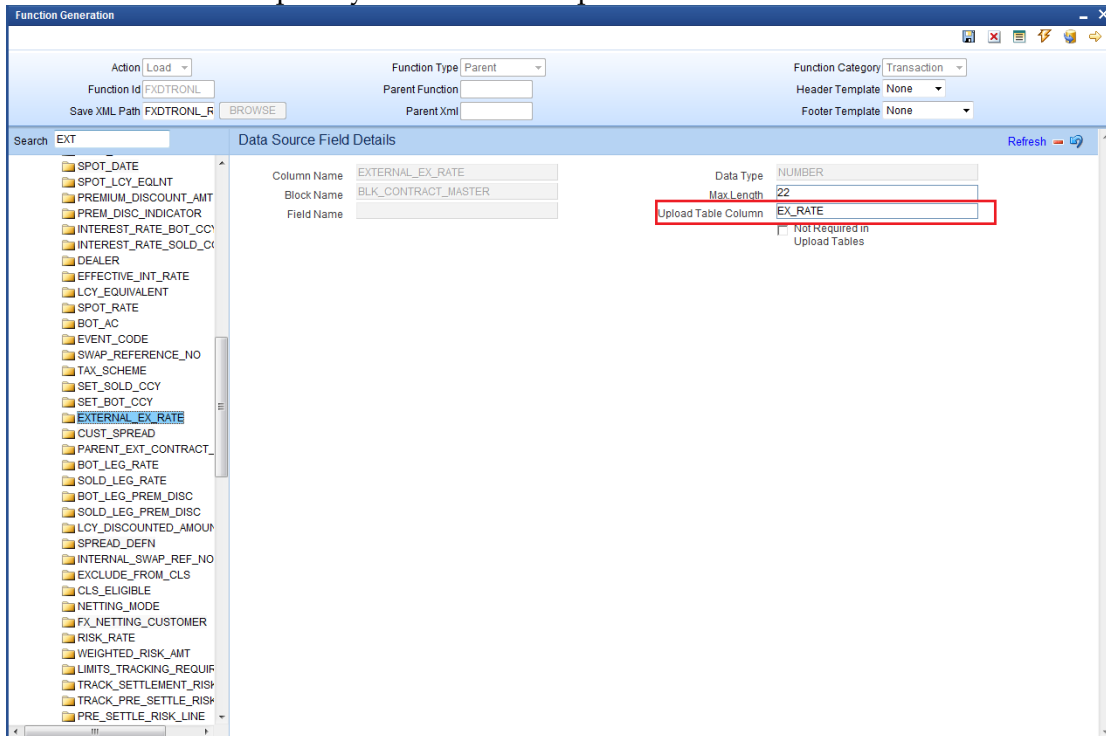 Function Generation
Action Load
Function Type Parent
Function Category Transaction
Function Id FXDTRONL
Parent Function
Header Template None
Save XML Path FXDTRONL_R BROWSE
Parent Xml
Footer Template None
Search EXT
Data Source Field Details
Refresh
SPOT_DATE
SPOT_LCY_EQLNT
PREMIUM_DISCOUNT_AMT
PREM_DISC_INDICATOR
INTEREST_RATE_BOT_CCY
INTEREST_RATE_SOLD_CC
DEALER
EFFECTIVE_INT_RATE
LCY_EQUIVALENT
SPOT_RATE
BOT_AC
EVENT_CODE
SWAP_REFERENCE_NO
TAX_SCHEME
SET_SOLD_CCY
SET_BOT_CCY
EXTERNAL_EX_RATE
CUST_SPREAD
PARENT_EXT_CONTRACT_
BOT_LEG_RATE
SOLD_LEG_RATE
BOT_LEG_PREM_DISC
SOLD_LEG_PREM_DISC
LCY_DISCOUNTED_AMOUN
SPREAD_DEFN
INTERNAL_SWAP_REF_NO
EXCLUDE_FROM_CLS
CLS_ELIGIBLE
NETTING_MODE
FX_NETTING_CUSTOMER
RISK_RATE
WEIGHTED_RISK_AMT
LIMITS_TRACKING_REQUIR
TRACK_SETTLEMENT_RISK
TRACK_PRE_SETTLE_RISK
PRE_SETTLE_RISK_LINE
Column Name EXTERNAL_EX_RATE
Data Type NUMBER
Block Name BLK_CONTRACT_MASTER
Max.Length 22
Field Name
Upload Table Column EX_RATE
Not Required in
Upload Tables